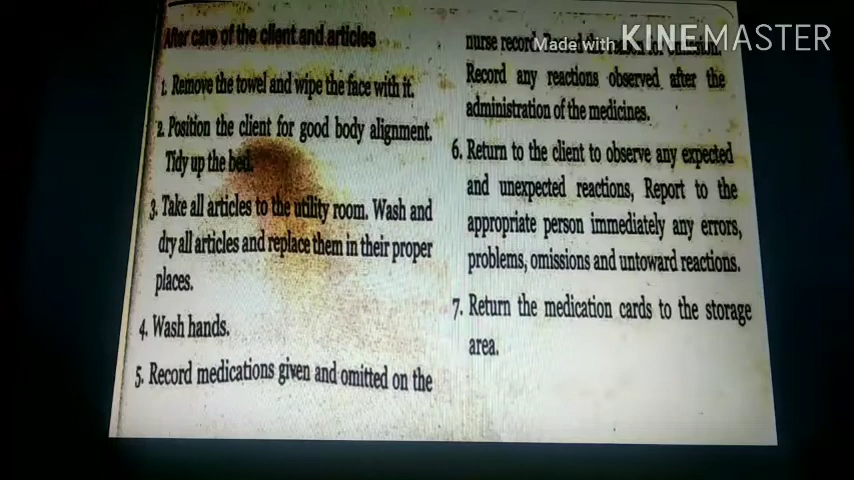 After care of the client and articles
1. Remove the towel and wipe the face with it.
2. Position the client for good body alignment.
Tidy up the bed.
3. Take all articles to the utility room. Wash and
dry all articles and replace them in their proper
places.
4. Wash hands.
5. Record medications given and omitted on the
nurse record. Record the reason for omission.
Record any reactions observed after the
administration of the medicines.
6. Return to the client to observe any expected
and unexpected reactions, Report to the
appropriate person immediately any errors,
problems, omissions and untoward reactions.
7. Return the medication cards to the storage
area.
Made with KINEMASTER